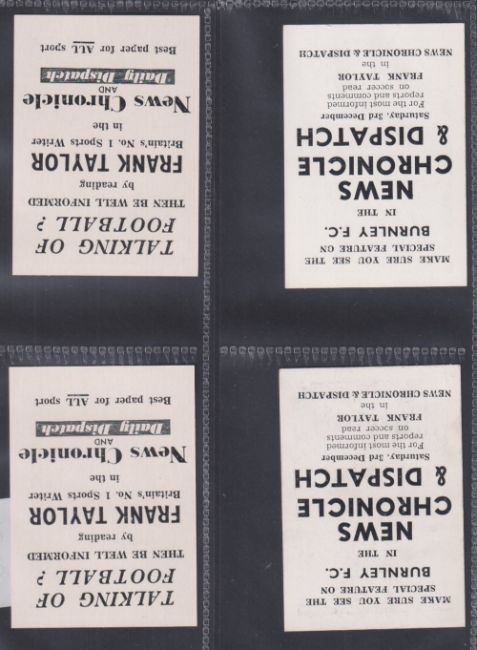 TALKING OF
FOOTBALL ?
THEN BE WELL INFORMED
by reading
FRANK TAYLOR
Britain's No. 1 Sports Writer
in the
News Chronicle
AND
Daily Dispatch
Best paper for ALL sport
MAKE SURE YOU SEE THE
SPECIAL FEATURE ON
BURNLEY F.C.
IN THE
NEWS
CHRONICLE
& DISPATCH
Saturday, 3rd December
For the most informed
reports and comments
on soccer read
FRANK TAYLOR
in the
NEWS CHRONICLE & DISPATCH
TALKING OF
FOOTBALL ?
THEN BE WELL INFORMED
by reading
FRANK TAYLOR
Britain's No. 1 Sports Writer
in the
News Chronicle
AND
Daily Dispatch
Best paper for ALL sport
MAKE SURE YOU SEE THE
SPECIAL FEATURE ON
BURNLEY F.C.
IN THE
NEWS
CHRONICLE
& DISPATCH
Saturday, 3rd December
For the most informed
reports and comments
on soccer read
FRANK TAYLOR
in the
NEWS CHRONICLE & DISPATCH